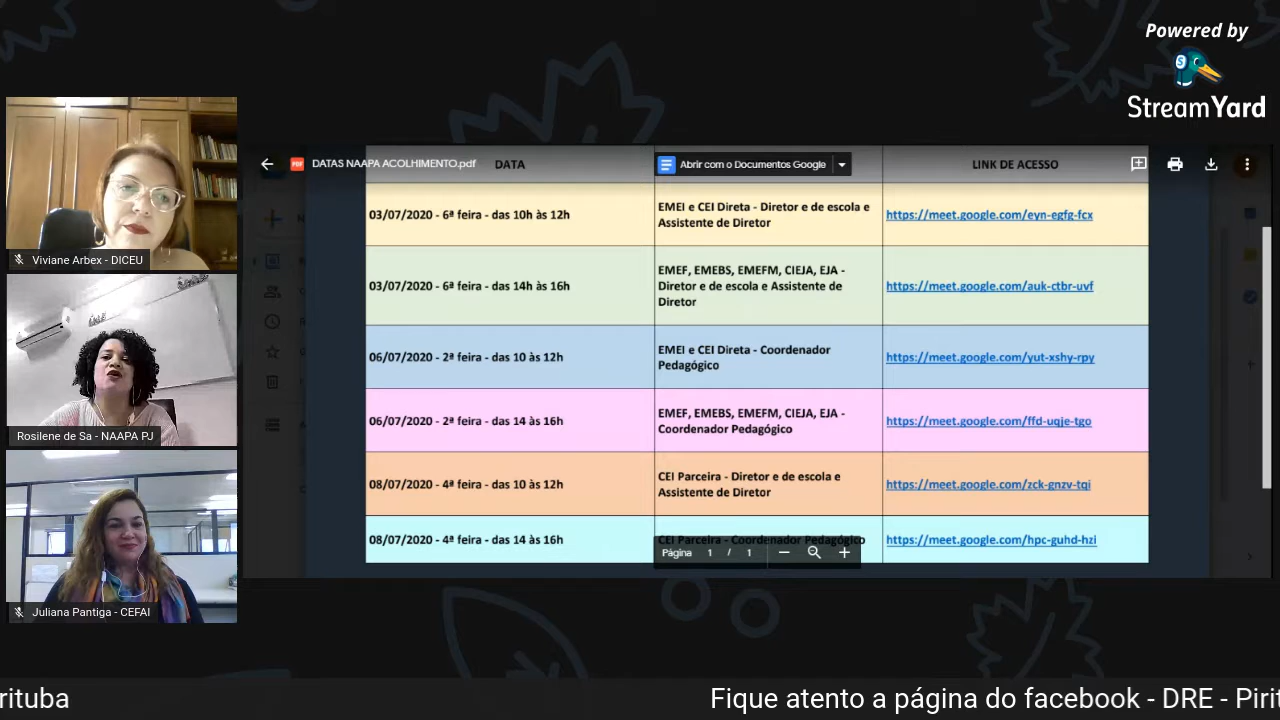 Powered by
StreamYard
DATAS NAAPA ACOLHIMENTO.pdf
DATA
Abrir com o Documentos Google
LINK DE ACESSO
03/07/2020 - 6ª feira - das 10h às 12h
EMEI e CEI Direta - Diretor e de escola e
Assistente de Diretor
https://meet.google.com/eyn-egfg-fcx
03/07/2020 - 6ª feira - das 14h às 16h
EMEF, EMEBS, EMEFM, CIEJA, EJA -
Diretor e de escola e Assistente de
Diretor
https://meet.google.com/auk-ctbr-uvf
06/07/2020 - 2ª feira - das 10 às 12h
EMEI e CEI Direta - Coordenador
Pedagógico
https://meet.google.com/yut-xshy-rpy
06/07/2020 - 2ª feira - das 14 às 16h
EMEF, EMEBS, EMEFM, CIEJA, EJA -
Coordenador Pedagógico
https://meet.google.com/ffd-uqje-tgo
08/07/2020 - 4ª feira - das 10 às 12h
CEI Parceira - Diretor e de escola e
Assistente de Diretor
https://meet.google.com/zck-gnzv-tqi
08/07/2020 - 4ª feira - das 14 às 16h
CEI Parceira - Coordenador Pedagógico
https://meet.google.com/hpc-guhd-hzi
Página 1 / 1
Viviane Arbex - DICEU
Rosilene de Sa - NAAPA PJ
Juliana Pantiga - CEFAI
rituba
Fique atento a página do facebook - DRE - Pirit